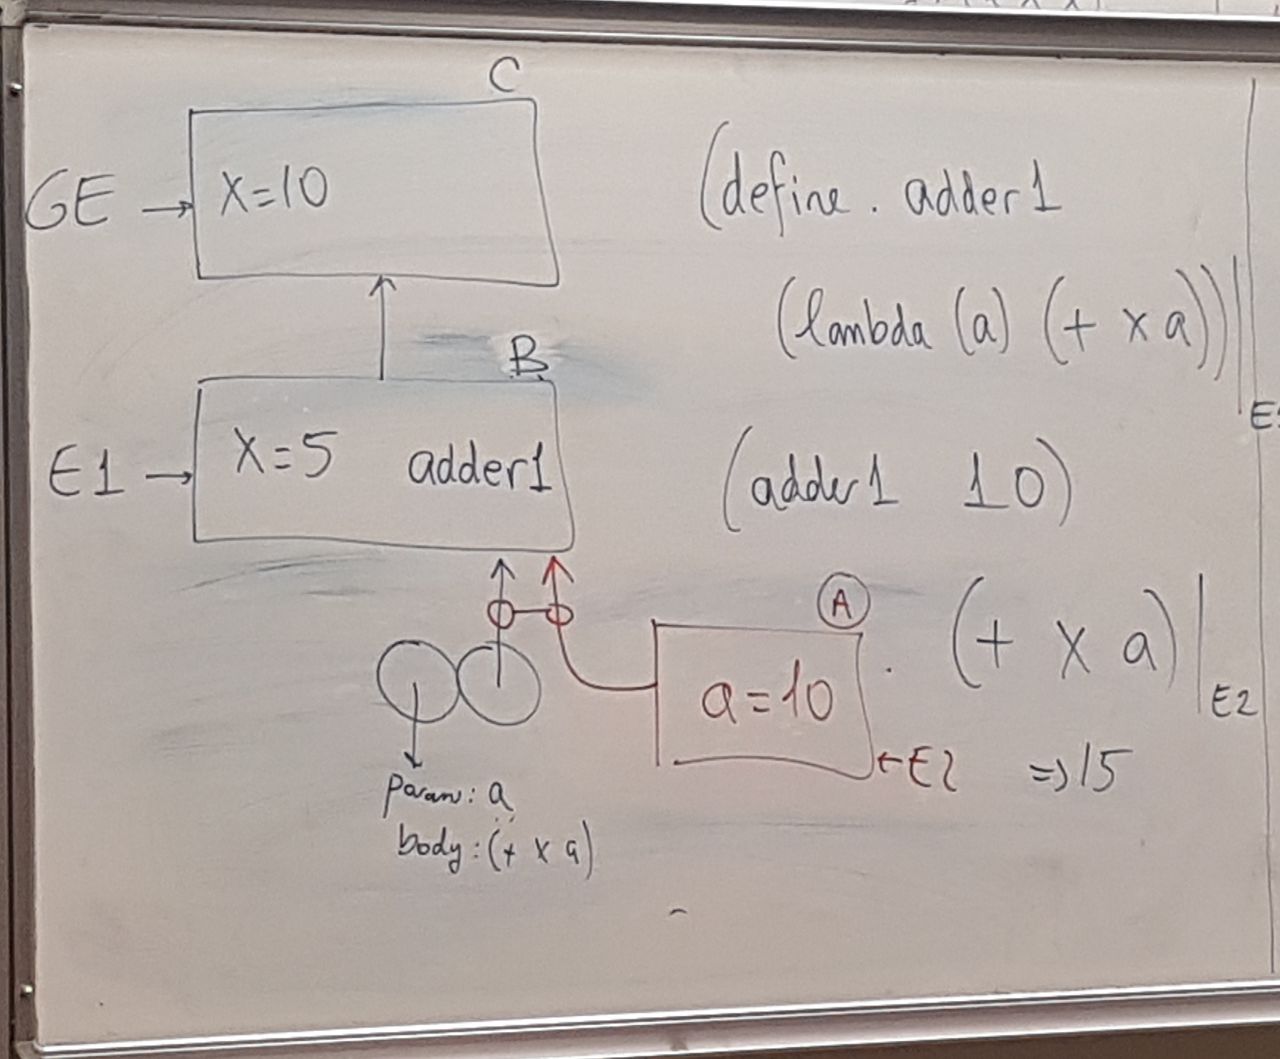 C
GE → x=10
B
E1 → x=5 adder1
param: a
body: (+ x a)
(define . adder1
(lambda (a) (+ x a))
(adder1 10)
A
a=10
←E2
(+ x a)
E2
=>15